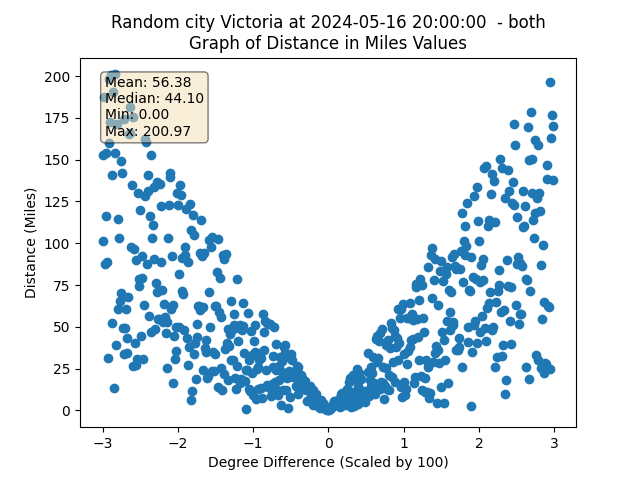 Random city Victoria at 2024-05-16 20:00:00  - both
Graph of Distance in Miles Values
200
175
150
125
100
75
50
25
0
Distance (Miles)
Mean: 56.38
Median: 44.10
Min: 0.00
Max: 200.97
−3
−2
−1
0
1
2
3
Degree Difference (Scaled by 100)